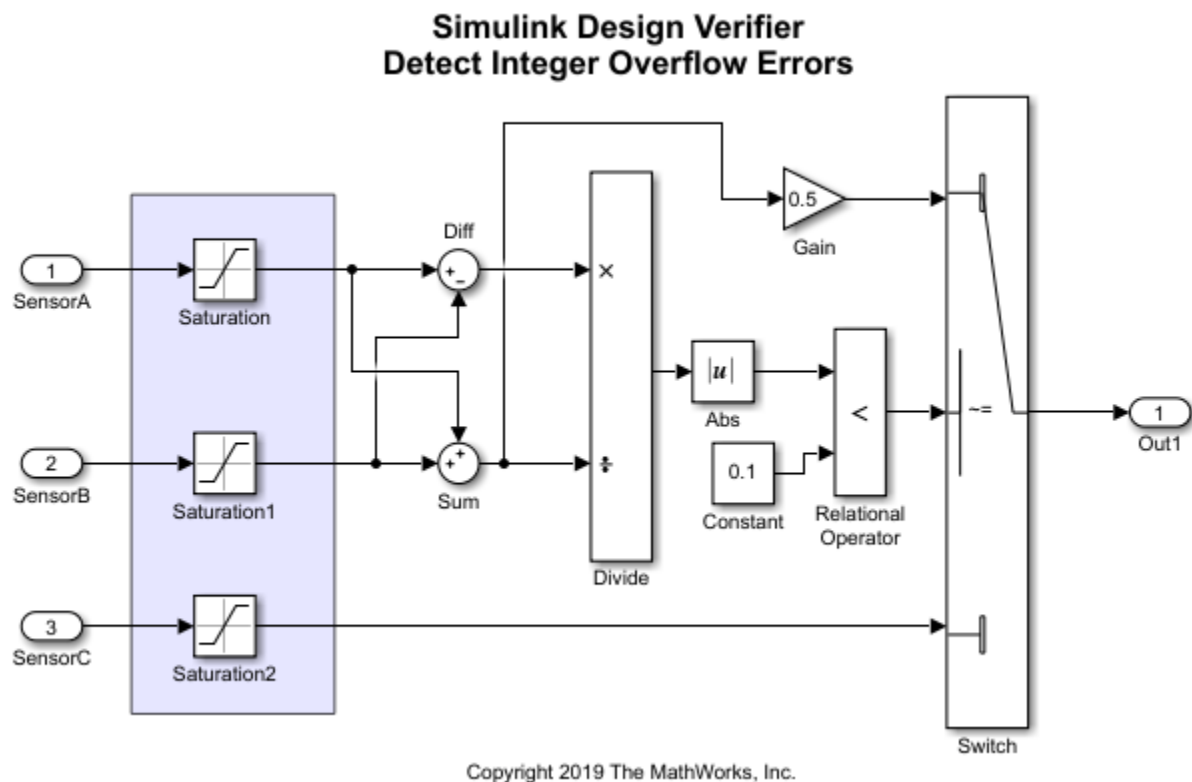 Simulink Design Verifier
Detect Integer Overflow Errors
1
SensorA
Saturation
Diff
+
−
×
0.5
Gain
|u|
Abs
<
Relational
Operator
0.1
Constant
~=
1
Out1
2
SensorB
Saturation1
+
+
Sum
÷
Divide
3
SensorC
Saturation2
Switch
Copyright 2019 The MathWorks, Inc.